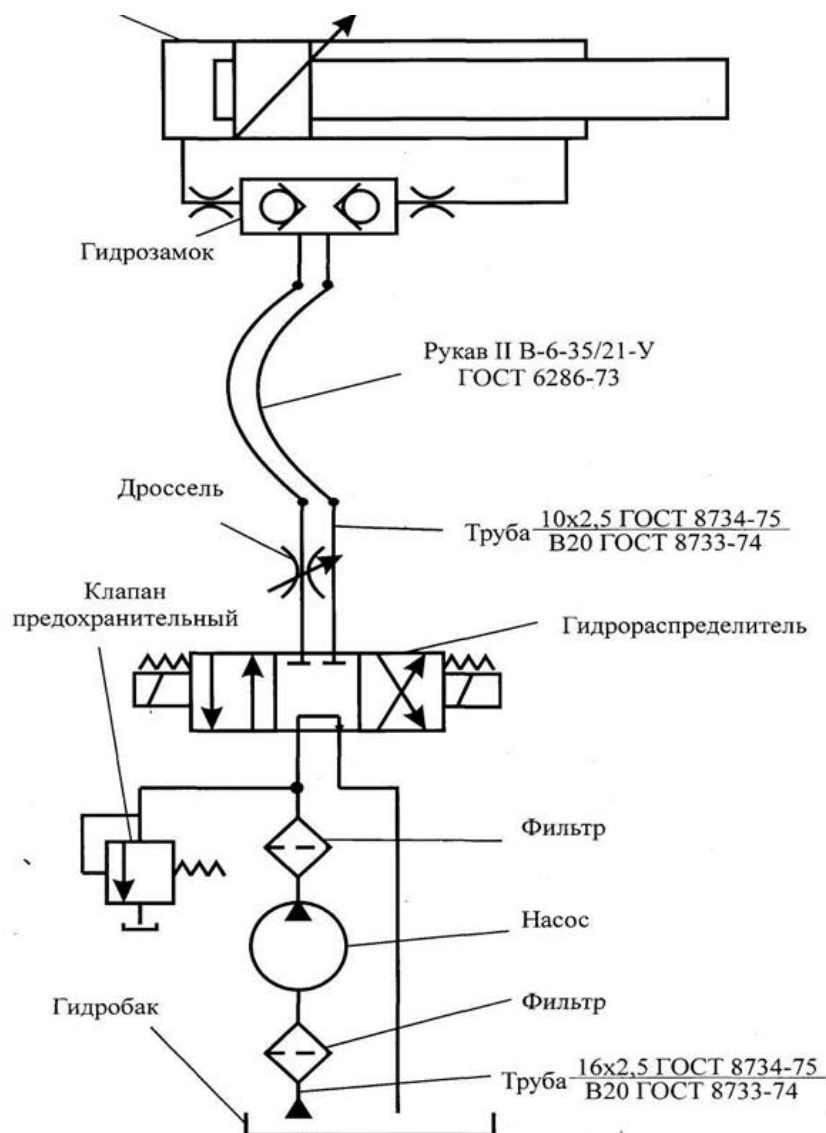 Гидрозамок
Рукав II В-6-35/21-У
ГОСТ 6286-73
Дроссель
Труба 10х2,5 ГОСТ 8734-75
В20 ГОСТ 8733-74
Клапан
предохранительный
Гидрораспределитель
Фильтр
Насос
Фильтр
Гидробак
Труба 16х2,5 ГОСТ 8734-75
В20 ГОСТ 8733-74